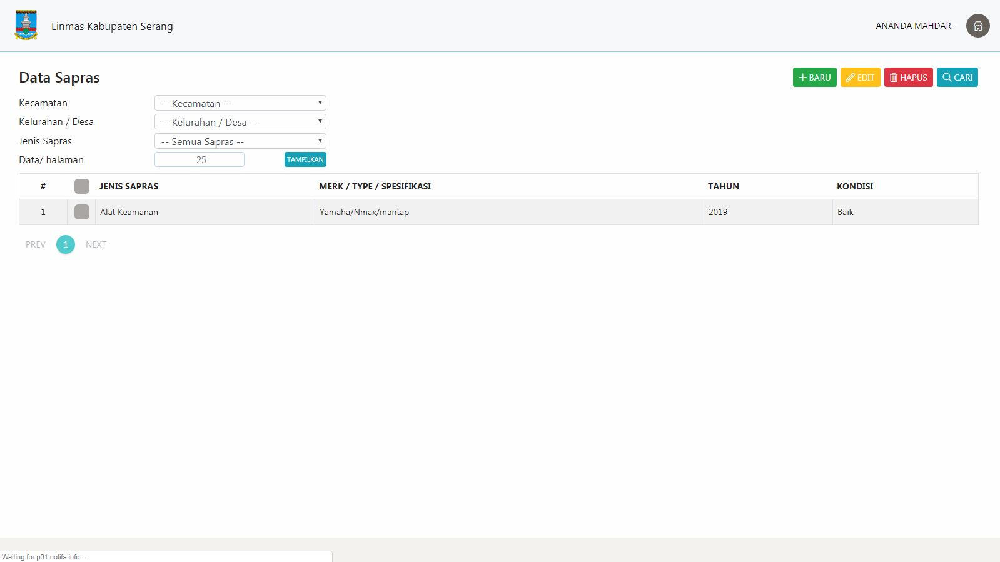 Linmas Kabupaten Serang
ANANDA MAHDAR
Data Sapras
BARU EDIT HAPUS CARI
Kecamatan -- Kecamatan --
Kelurahan / Desa -- Kelurahan / Desa --
Jenis Sapras -- Semua Sapras --
Data/ halaman 25 TAMPILKAN
# JENIS SAPRAS MERK / TYPE / SPESIFIKASI TAHUN KONDISI
1 Alat Keamanan Yamaha/Nmax/mantap 2019 Baik
PREV 1 NEXT
Waiting for p01.notifa.info...